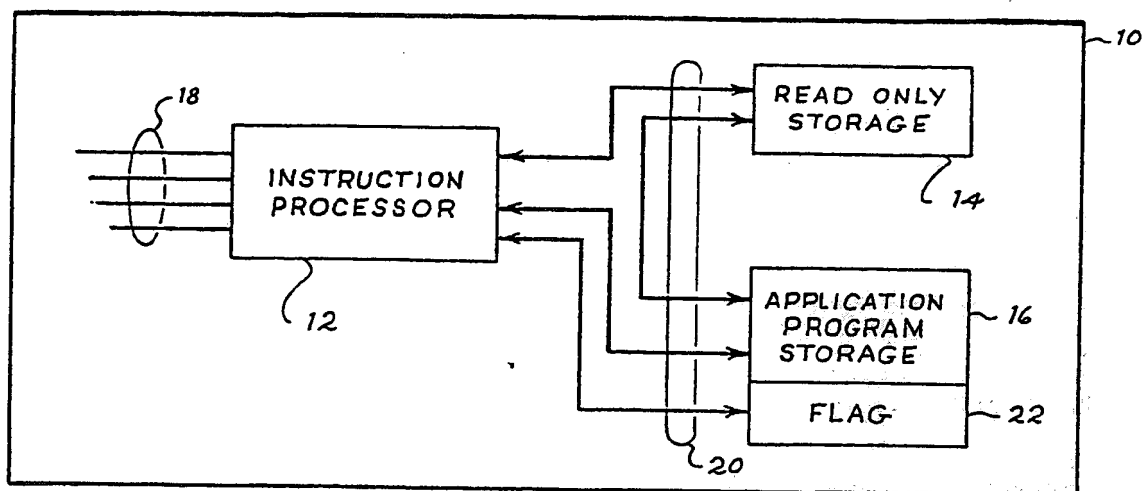 10
18
READ ONLY
STORAGE
14
INSTRUCTION
PROCESSOR
12
APPLICATION
PROGRAM
STORAGE
16
FLAG
22
20